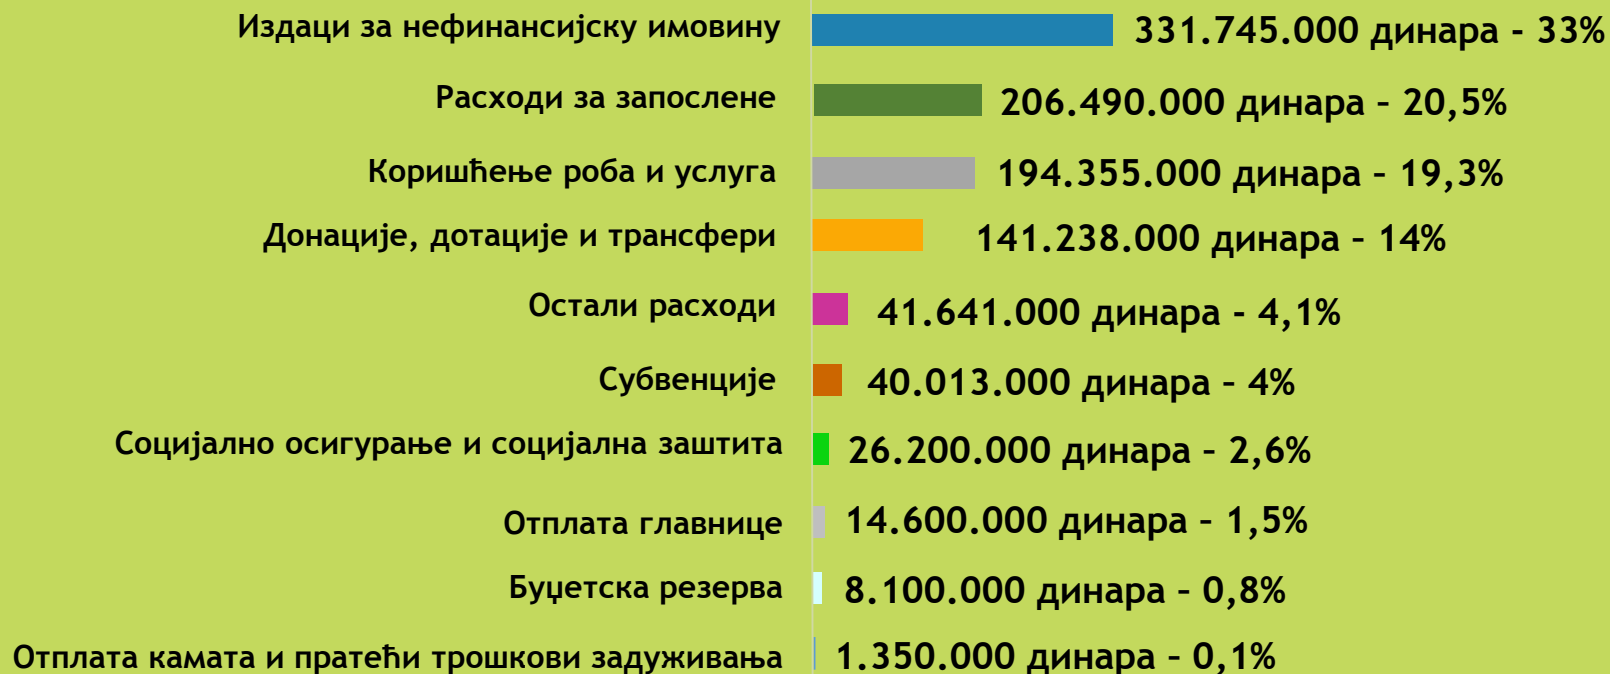 Издаци за нефинансијску имовину 331.745.000 динара - 33%
Расходи за запослене 206.490.000 динара – 20,5%
Коришћење роба и услуга 194.355.000 динара – 19,3%
Донације, дотације и трансфери 141.238.000 динара – 14%
Остали расходи 41.641.000 динара - 4,1%
Субвенције 40.013.000 динара – 4%
Социјално осигурање и социјална заштита 26.200.000 динара – 2,6%
Отплата главнице 14.600.000 динара – 1,5%
Буџетска резерва 8.100.000 динара – 0,8%
Отплата камата и пратећи трошкови задуживања 1.350.000 динара – 0,1%